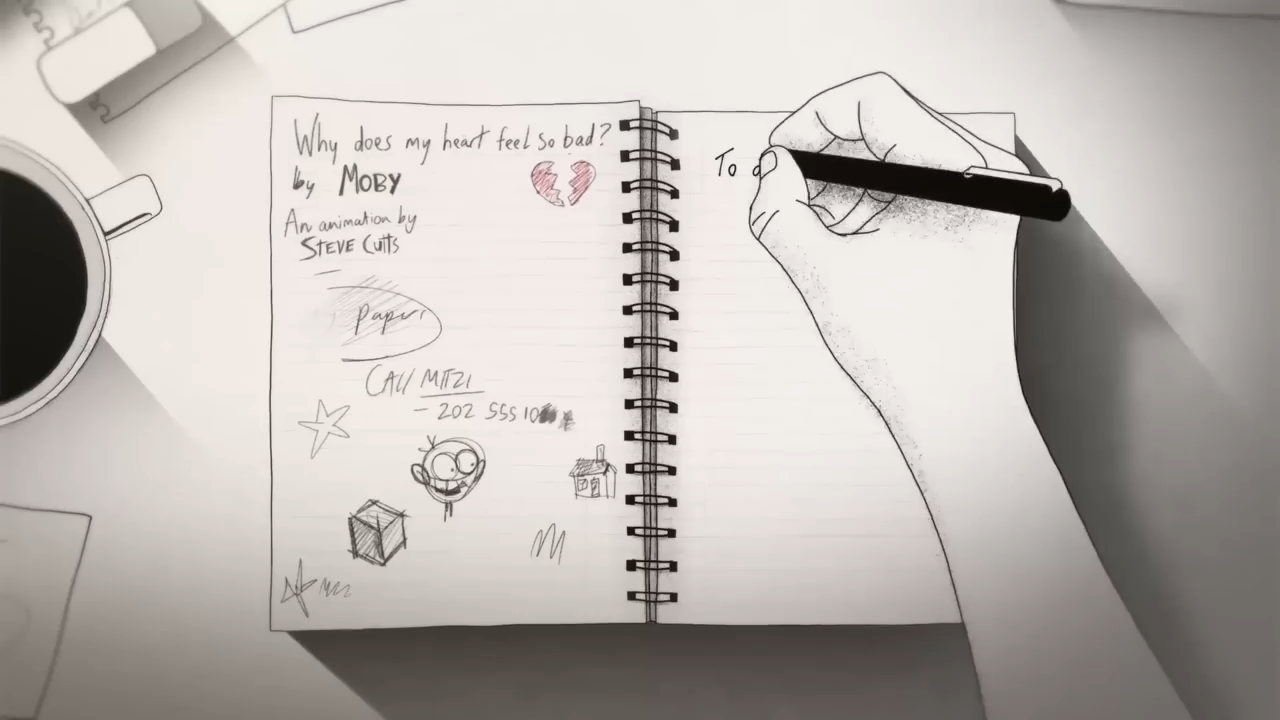 Why does my heart feel so bad?
by MOBY
An animation by
STEVE CUTTS
paper
CALL MITZI
- 202 555 10
To